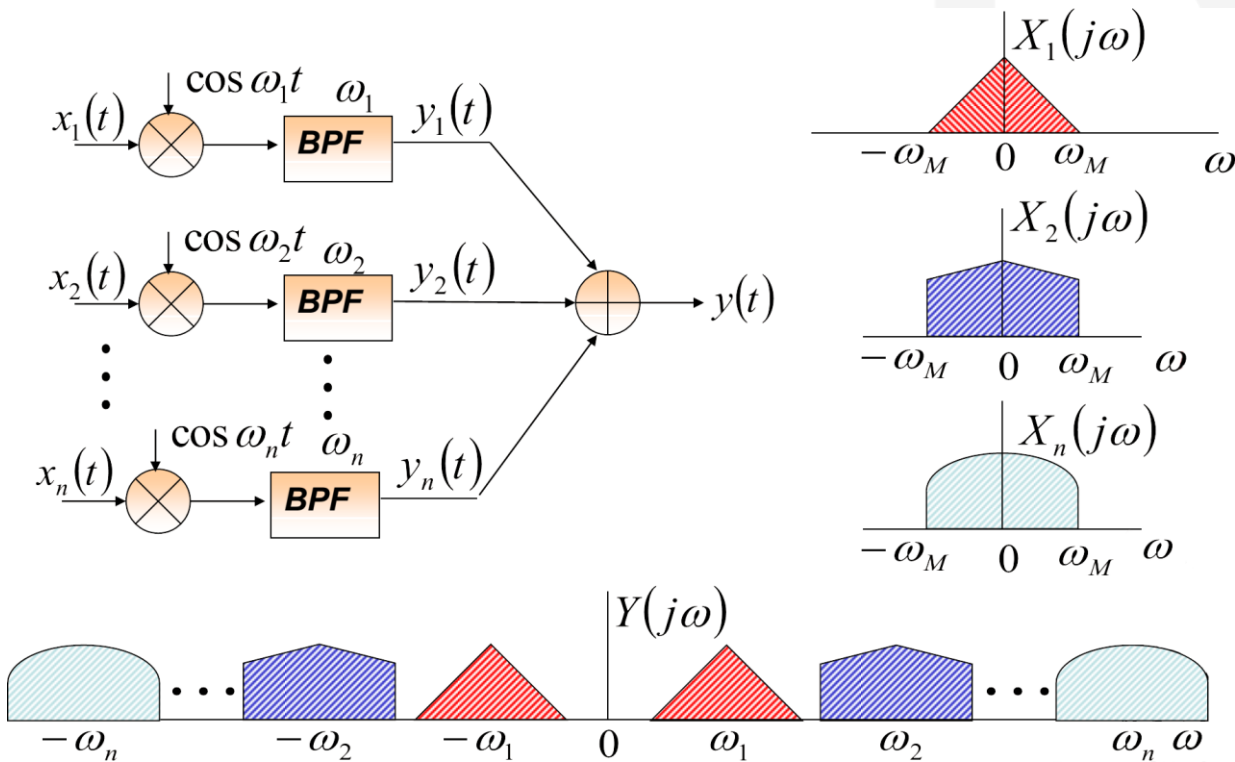 cos ω₁t
ω₁
x₁(t)
BPF
y₁(t)
cos ω₂t
ω₂
x₂(t)
BPF
y₂(t)
y(t)
cos ωₙt
ωₙ
xₙ(t)
BPF
yₙ(t)
X₁(jω)
−ω_M 0 ω_M ω
X₂(jω)
−ω_M 0 ω_M ω
Xₙ(jω)
−ω_M 0 ω_M ω
Y(jω)
−ωₙ −ω₂ −ω₁ 0 ω₁ ω₂ ωₙ ω